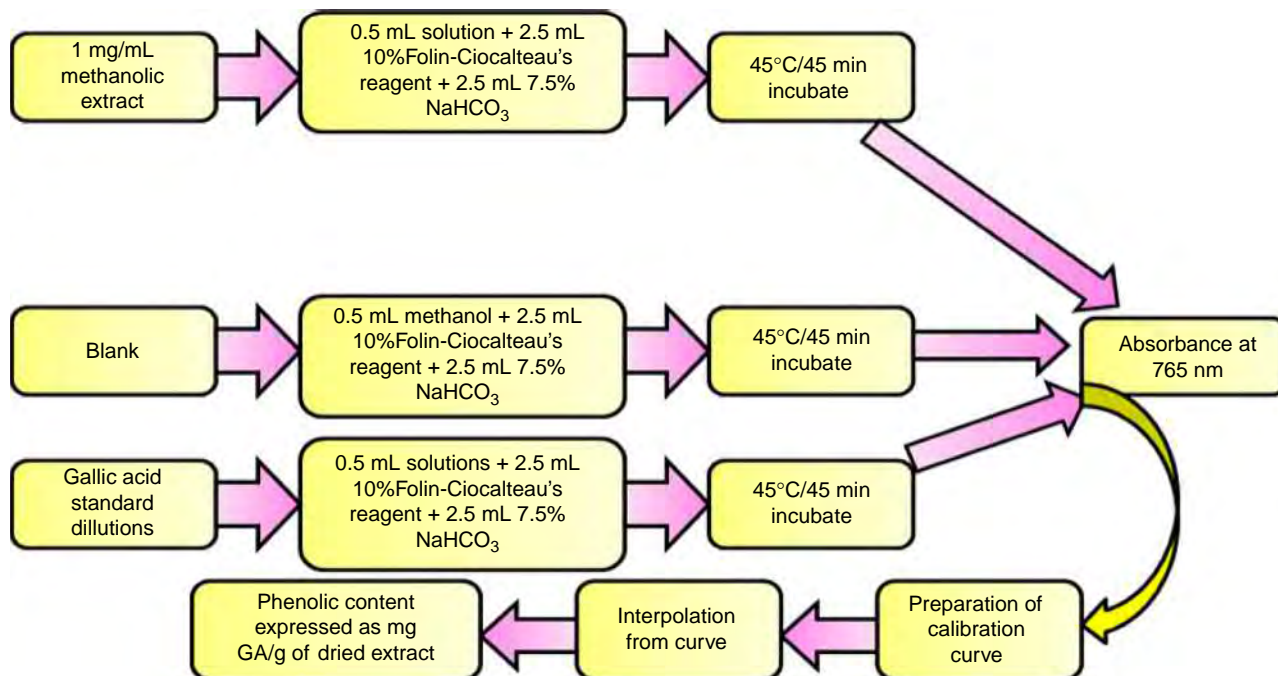 1 mg/mL
methanolic
extract
0.5 mL solution + 2.5 mL
10%Folin-Ciocalteau's
reagent + 2.5 mL 7.5%
NaHCO₃
45°C/45 min
incubate
Blank
0.5 mL methanol + 2.5 mL
10%Folin-Ciocalteau's
reagent + 2.5 mL 7.5%
NaHCO₃
45°C/45 min
incubate
Absorbance at
765 nm
Gallic acid
standard
dillutions
0.5 mL solutions + 2.5 mL
10%Folin-Ciocalteau's
reagent + 2.5 mL 7.5%
NaHCO₃
45°C/45 min
incubate
Phenolic content
expressed as mg
GA/g of dried extract
Interpolation
from curve
Preparation of
calibration
curve